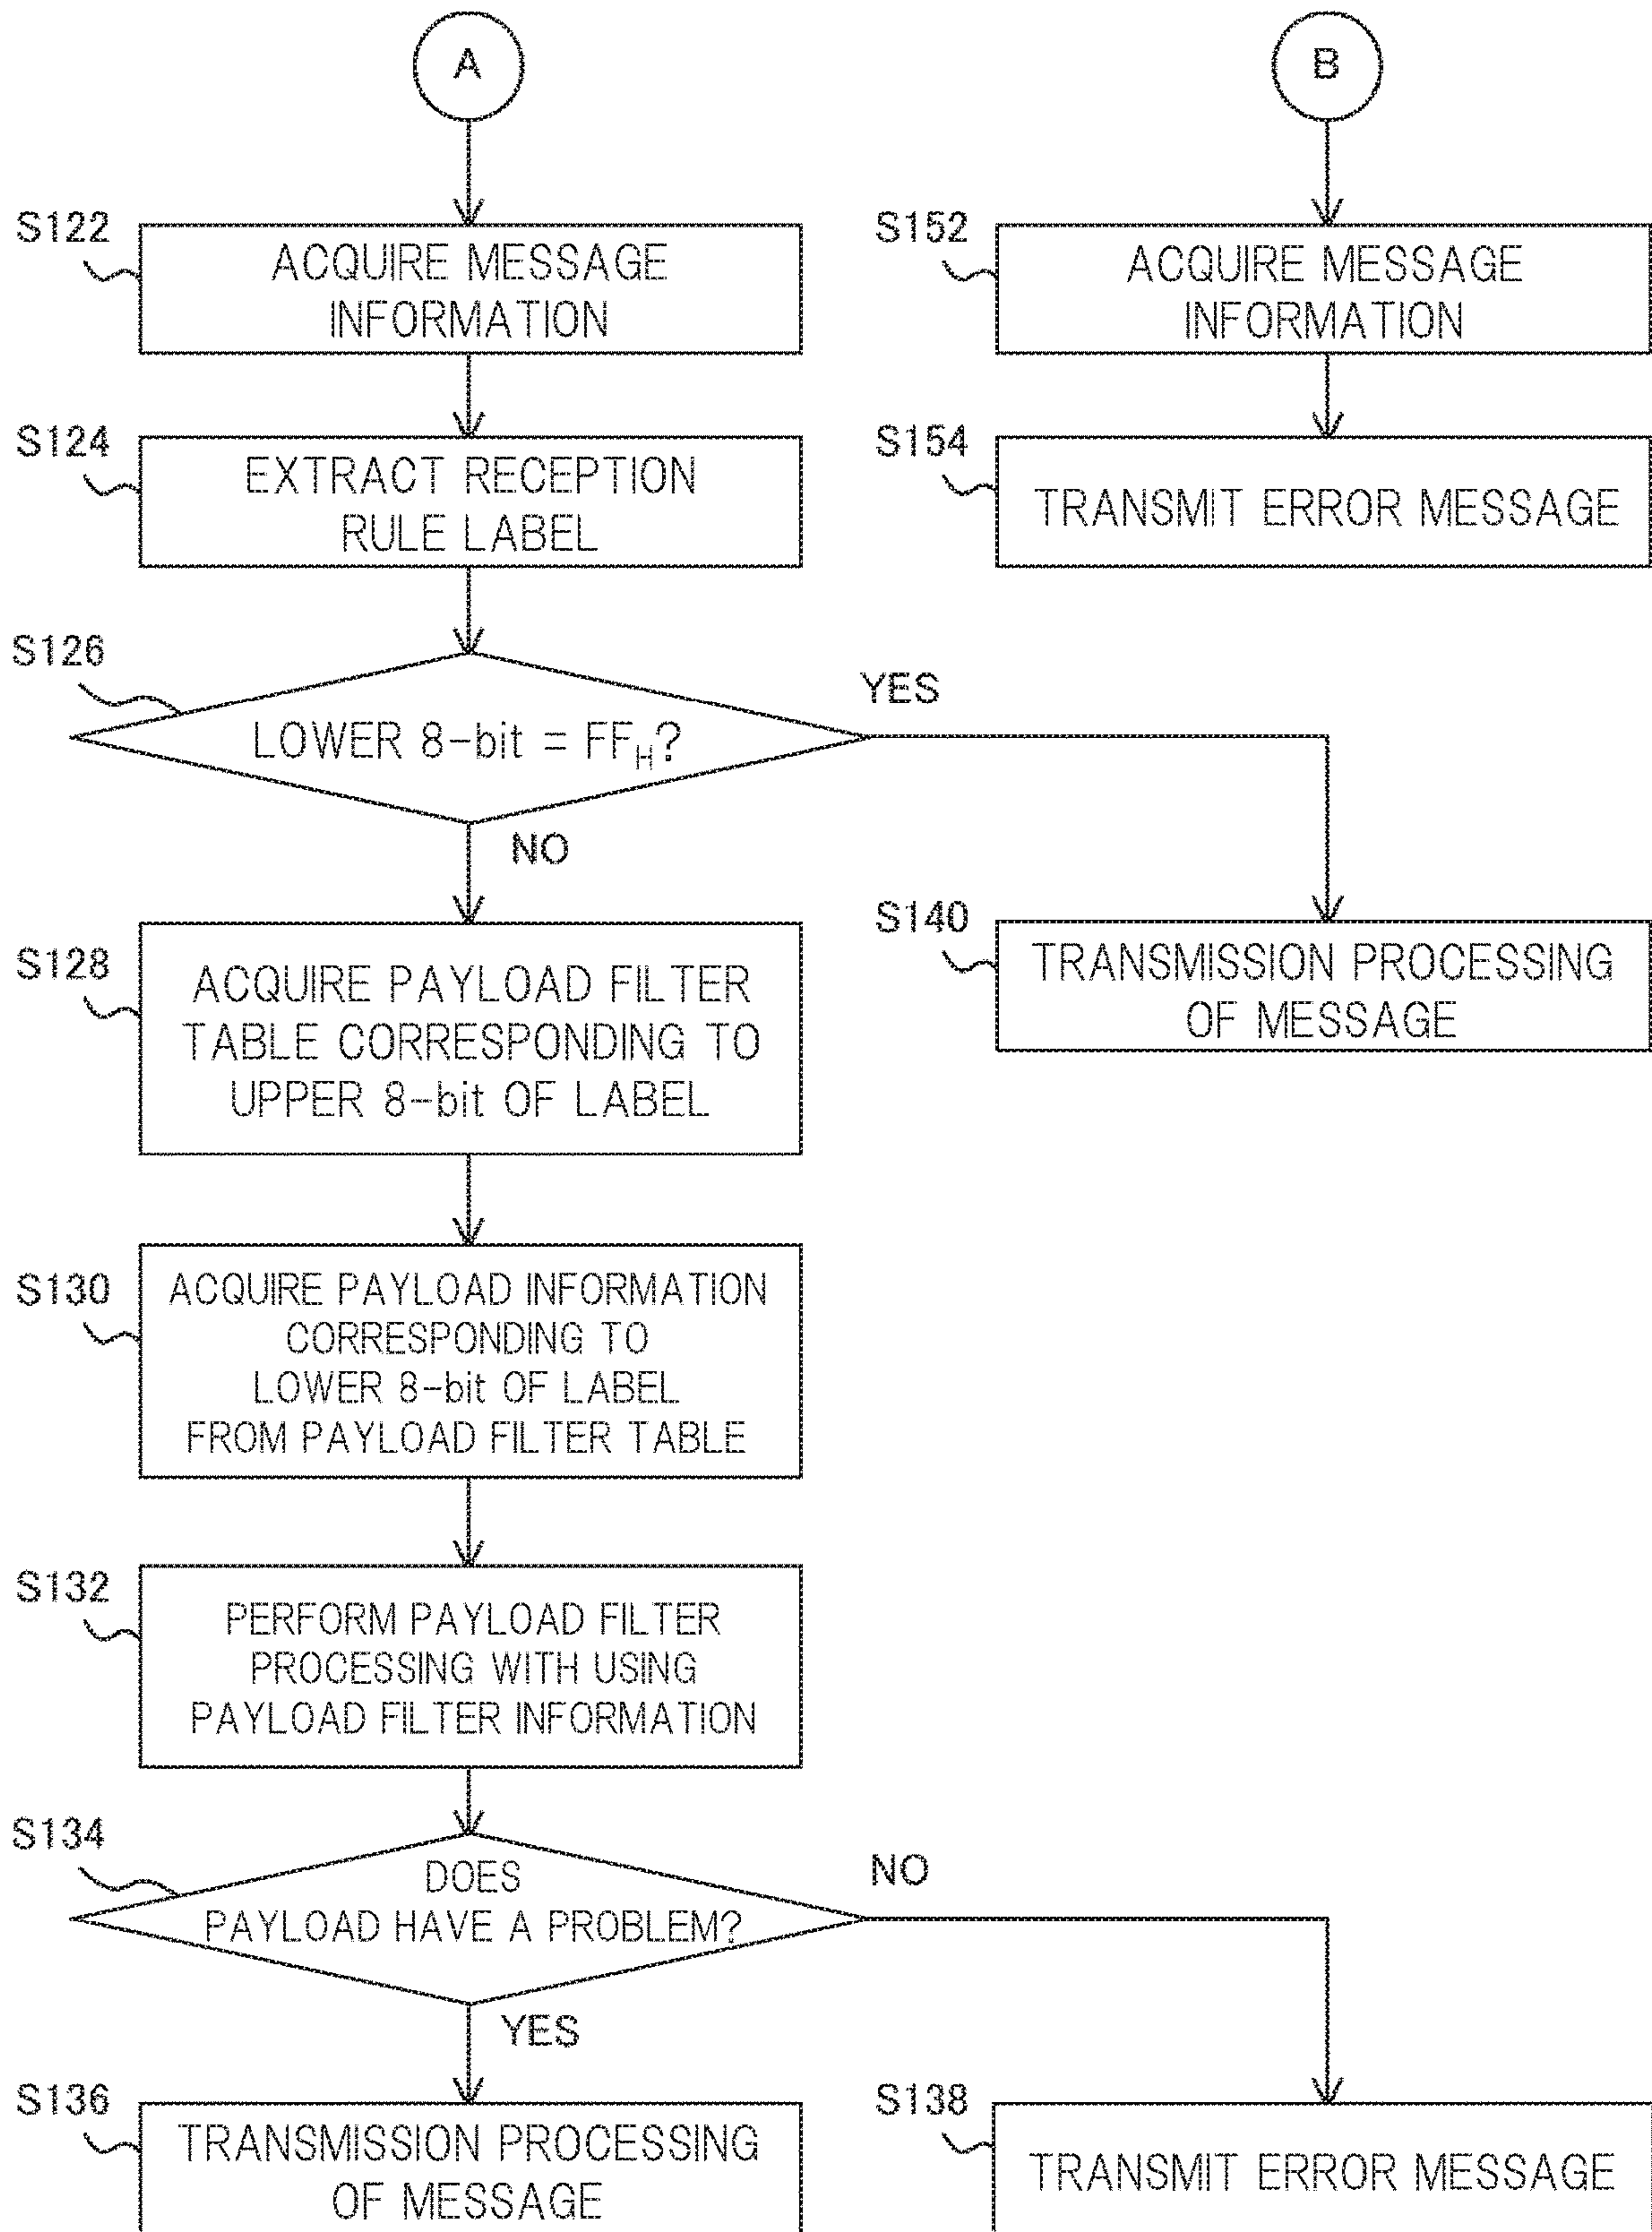 A
B
S122
ACQUIRE MESSAGE
INFORMATION
S152
ACQUIRE MESSAGE
INFORMATION
S124
EXTRACT RECEPTION
RULE LABEL
S154
TRANSMIT ERROR MESSAGE
S126
LOWER 8-bit = FFH?
YES
NO
S128
ACQUIRE PAYLOAD FILTER
TABLE CORRESPONDING TO
UPPER 8-bit OF LABEL
S140
TRANSMISSION PROCESSING
OF MESSAGE
S130
ACQUIRE PAYLOAD INFORMATION
CORRESPONDING TO
LOWER 8-bit OF LABEL
FROM PAYLOAD FILTER TABLE
S132
PERFORM PAYLOAD FILTER
PROCESSING WITH USING
PAYLOAD FILTER INFORMATION
S134
DOES
PAYLOAD HAVE A PROBLEM?
NO
YES
S136
TRANSMISSION PROCESSING
OF MESSAGE
S138
TRANSMIT ERROR MESSAGE